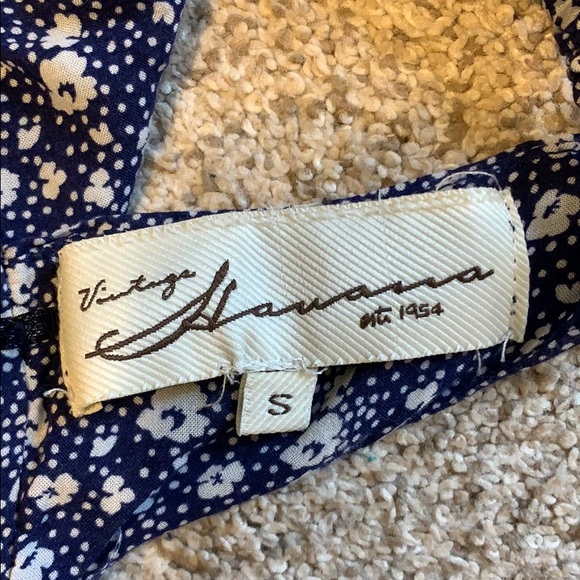 Vintage
Havana
est. 1954
S